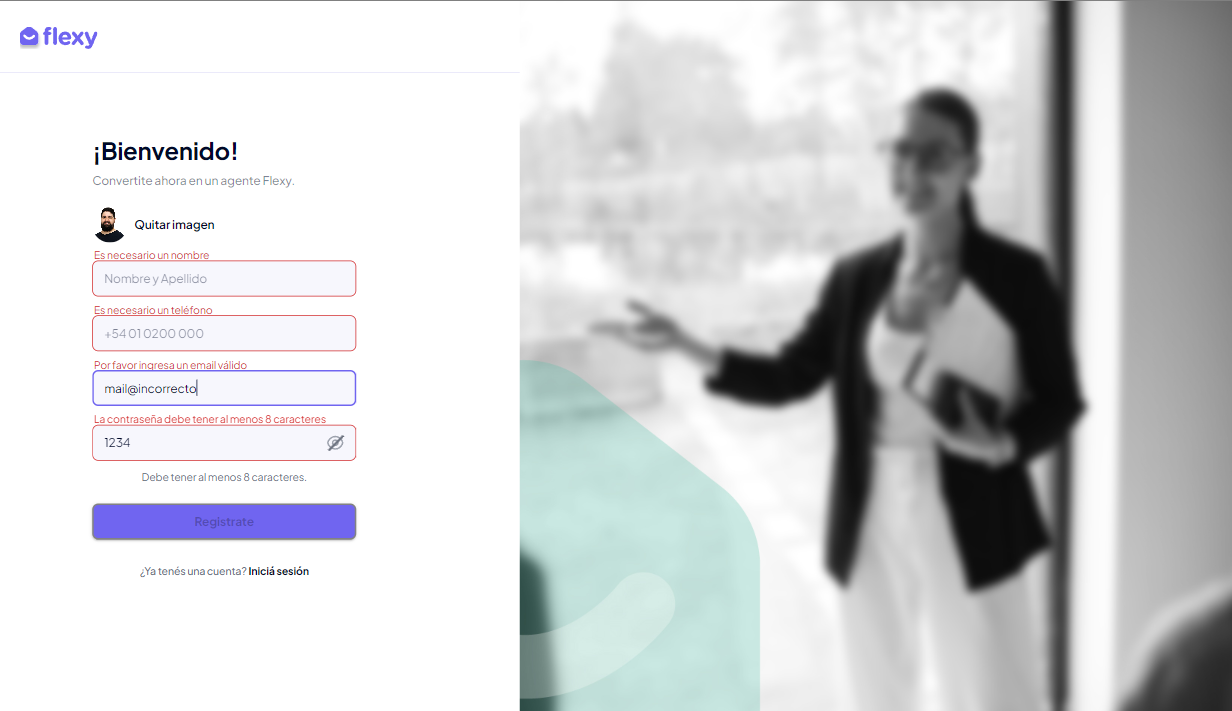 flexy
¡Bienvenido!
Convertite ahora en un agente Flexy.
Quitar imagen
Es necesario un nombre
Nombre y Apellido
Es necesario un teléfono
+54 01 0200 000
Por favor ingresa un email válido
mail@incorrecto
La contraseña debe tener al menos 8 caracteres
1234
Debe tener al menos 8 caracteres.
Registrate
¿Ya tenés una cuenta? Iniciá sesión